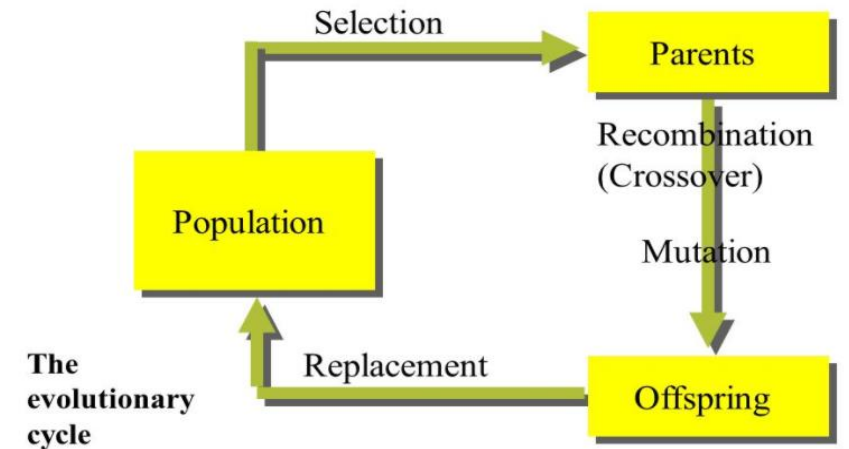 Selection
Parents
Recombination
(Crossover)
Population
Mutation
Replacement
The
evolutionary
cycle
Offspring